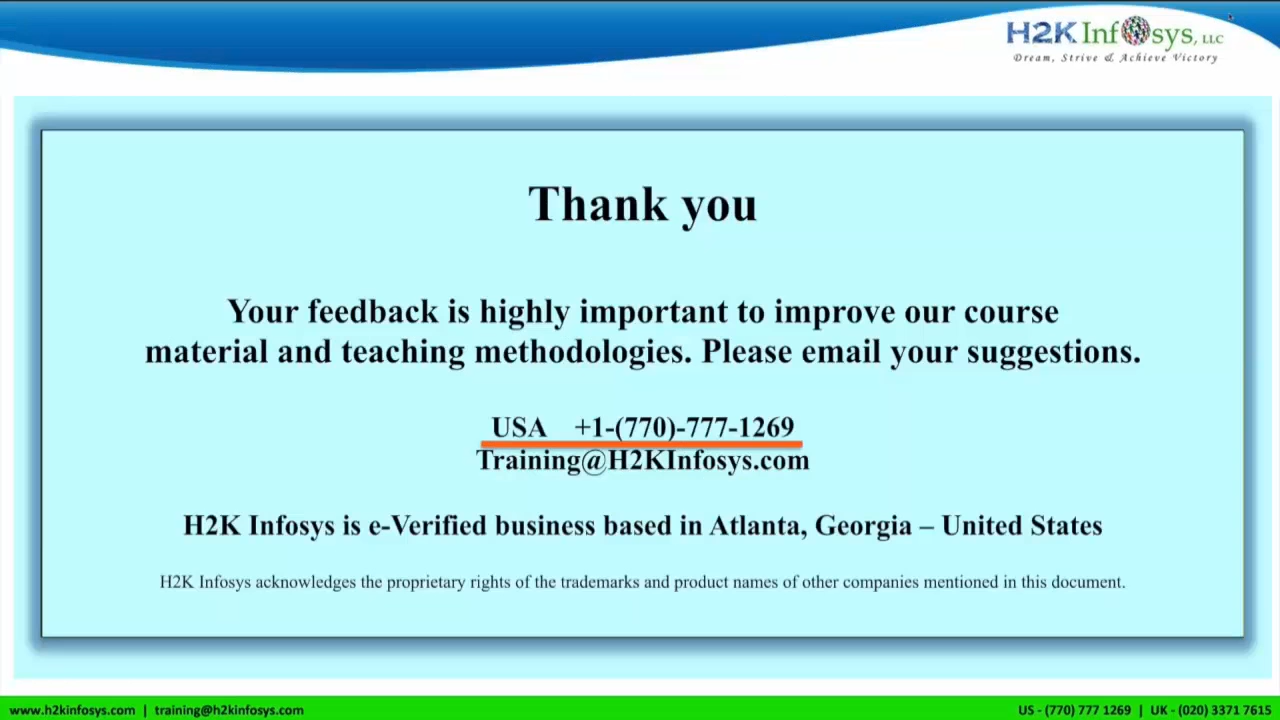 H2K Infosys, LLC
Dream, Strive & Achieve Victory
Thank you
Your feedback is highly important to improve our course
material and teaching methodologies. Please email your suggestions.
USA +1-(770)-777-1269
Training@H2KInfosys.com
H2K Infosys is e-Verified business based in Atlanta, Georgia – United States
H2K Infosys acknowledges the proprietary rights of the trademarks and product names of other companies mentioned in this document.
www.h2kinfosys.com | training@h2kinfosys.com
US - (770) 777 1269 | UK - (020) 3371 7615